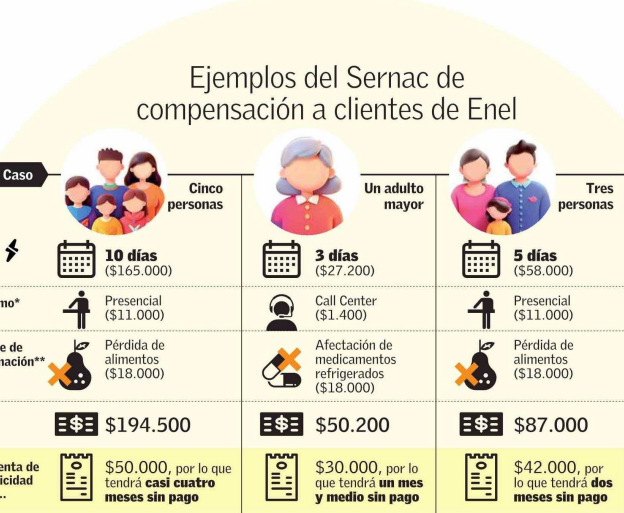 Ejemplos del Sernac de
compensación a clientes de Enel
Caso
Cinco
personas
Un adulto
mayor
Tres
personas
10 días
($165.000)
3 días
($27.200)
5 días
($58.000)
mo*
Presencial
($11.000)
Call Center
($1.400)
Presencial
($11.000)
e de
mación**
Pérdida de
alimentos
($18.000)
Afectación de
medicamentos
refrigerados
($18.000)
Pérdida de
alimentos
($18.000)
$194.500
$50.200
$87.000
enta de
icidad
..
$50.000, por lo que
tendrá casi cuatro
meses sin pago
$30.000, por lo
que tendrá un mes
y medio sin pago
$42.000, por
lo que tendrá dos
meses sin pago